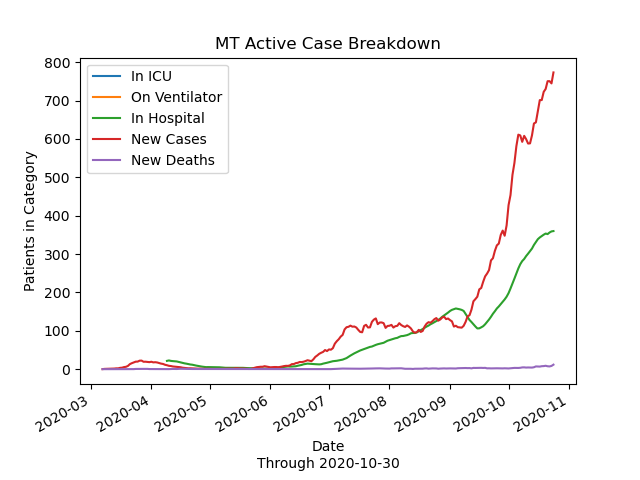 MT Active Case Breakdown
In ICU
On Ventilator
In Hospital
New Cases
New Deaths
Patients in Category
800
700
600
500
400
300
200
100
0
2020-03
2020-04
2020-05
2020-06
2020-07
2020-08
2020-09
2020-10
2020-11
Date
Through 2020-10-30